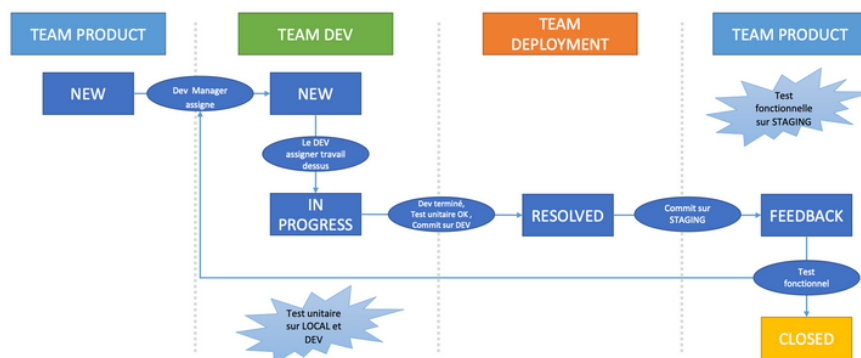 TEAM PRODUCT
TEAM DEV
TEAM
DEPLOYMENT
TEAM PRODUCT
NEW
Dev Manager
assigne
NEW
Test
fonctionnelle
sur STAGING
Le DEV
assigner travail
dessus
IN
PROGRESS
Dev terminé,
Test unitaire OK ,
Commit sur DEV
RESOLVED
Commit sur
STAGING
FEEDBACK
Test
fonctionnel
Test unitaire
sur LOCAL et
DEV
CLOSED